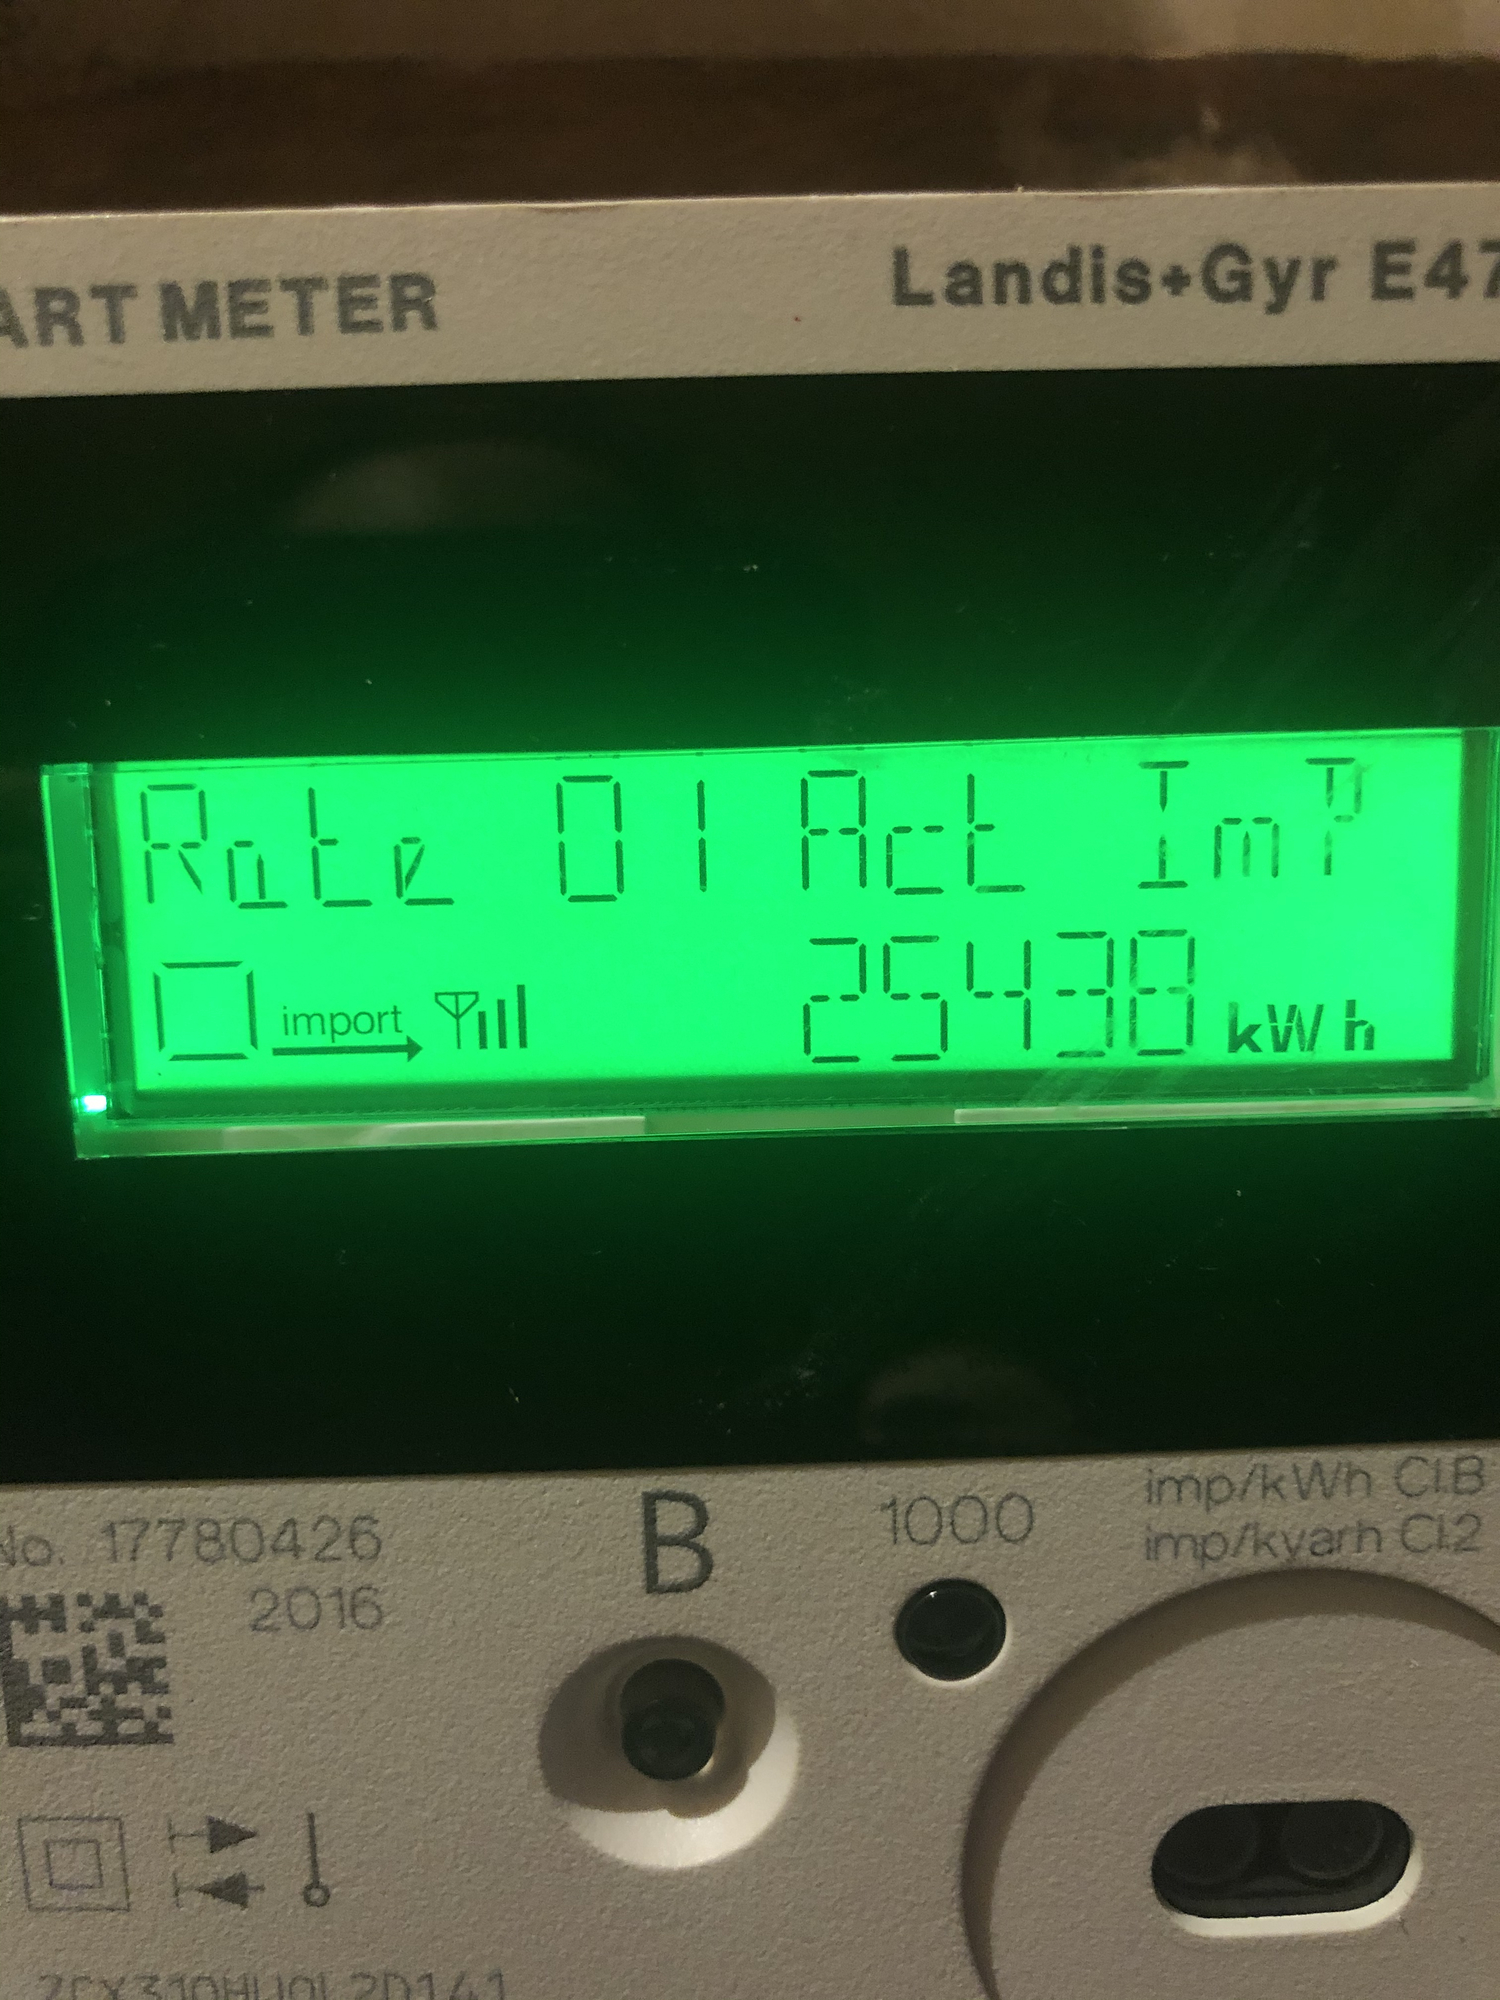 ART METER
Landis+Gyr E47
Rate 01 Act ImP
import 25438 kWh
No. 17780426
2016
B
1000
imp/kWh Cl.B
imp/kvarh Cl.2